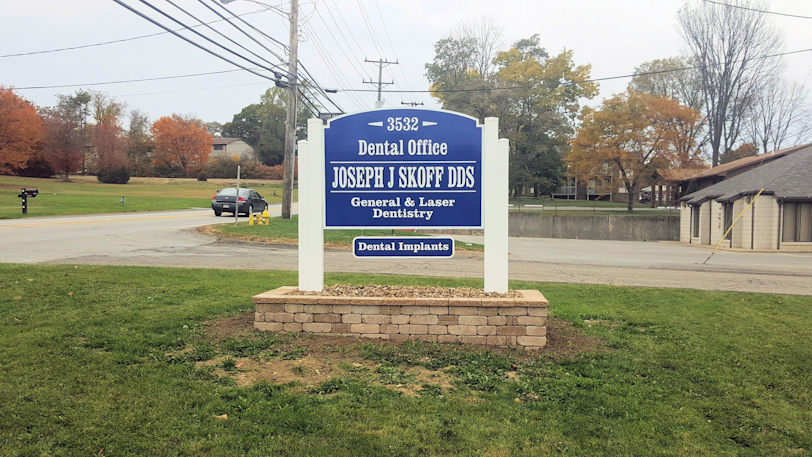 3532
Dental Office
JOSEPH J SKOFF DDS
General & Laser
Dentistry
Dental Implants